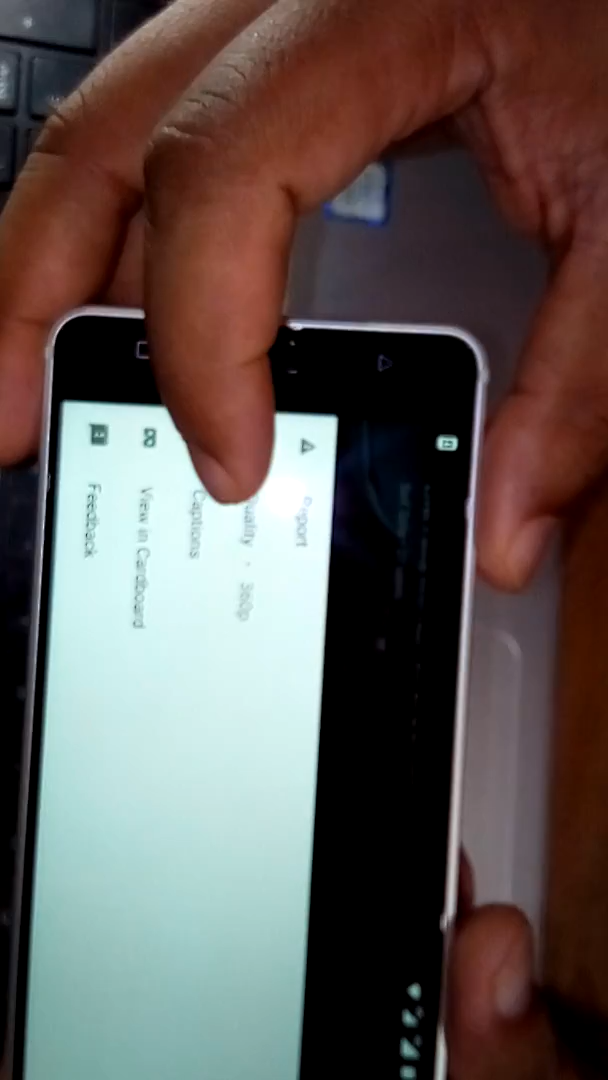 Report
Quality • 360p
Captions
View in Cardboard
Feedback